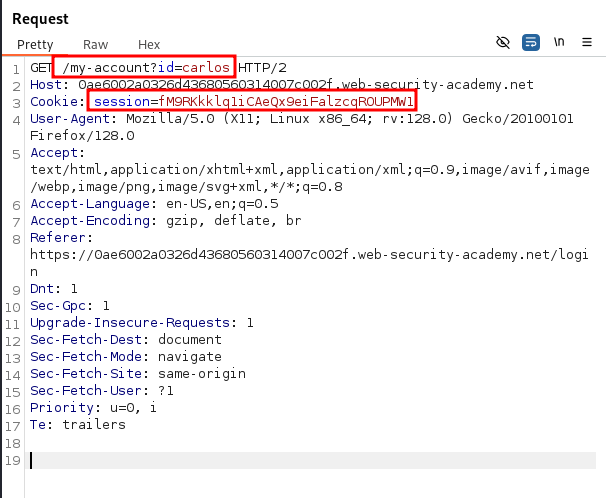 Request
Pretty Raw Hex \n
1 GET /my-account?id=carlos HTTP/2
2 Host: 0ae6002a0326d43680560314007c002f.web-security-academy.net
3 Cookie: session=fM9RKkklq1iCAeQx9eiFalzcqROUPMW1
4 User-Agent: Mozilla/5.0 (X11; Linux x86_64; rv:128.0) Gecko/20100101
Firefox/128.0
5 Accept:
text/html,application/xhtml+xml,application/xml;q=0.9,image/avif,image
/webp,image/png,image/svg+xml,*/*;q=0.8
6 Accept-Language: en-US,en;q=0.5
7 Accept-Encoding: gzip, deflate, br
8 Referer:
https://0ae6002a0326d43680560314007c002f.web-security-academy.net/logi
n
9 Dnt: 1
10 Sec-Gpc: 1
11 Upgrade-Insecure-Requests: 1
12 Sec-Fetch-Dest: document
13 Sec-Fetch-Mode: navigate
14 Sec-Fetch-Site: same-origin
15 Sec-Fetch-User: ?1
16 Priority: u=0, i
17 Te: trailers
18
19